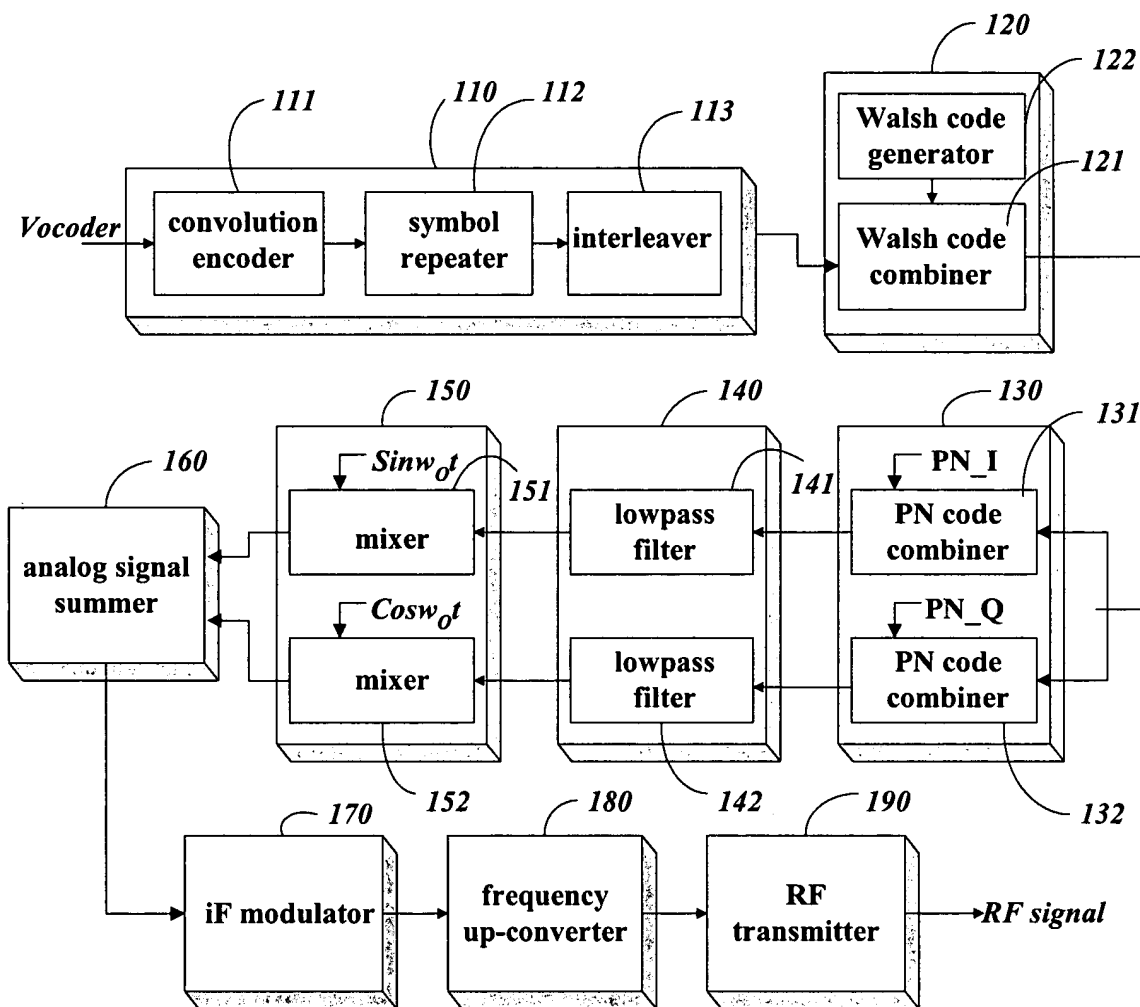 120
122
111
110
112
113
Walsh code
generator
121
Vocoder
convolution
encoder
symbol
repeater
interleaver
Walsh code
combiner
150
140
130
131
160
Sinw_Ot
151
141
PN_I
mixer
lowpass
filter
PN code
combiner
analog signal
summer
Cosw_Ot
PN_Q
mixer
lowpass
filter
PN code
combiner
152
142
132
170
180
190
iF modulator
frequency
up-converter
RF
transmitter
RF signal